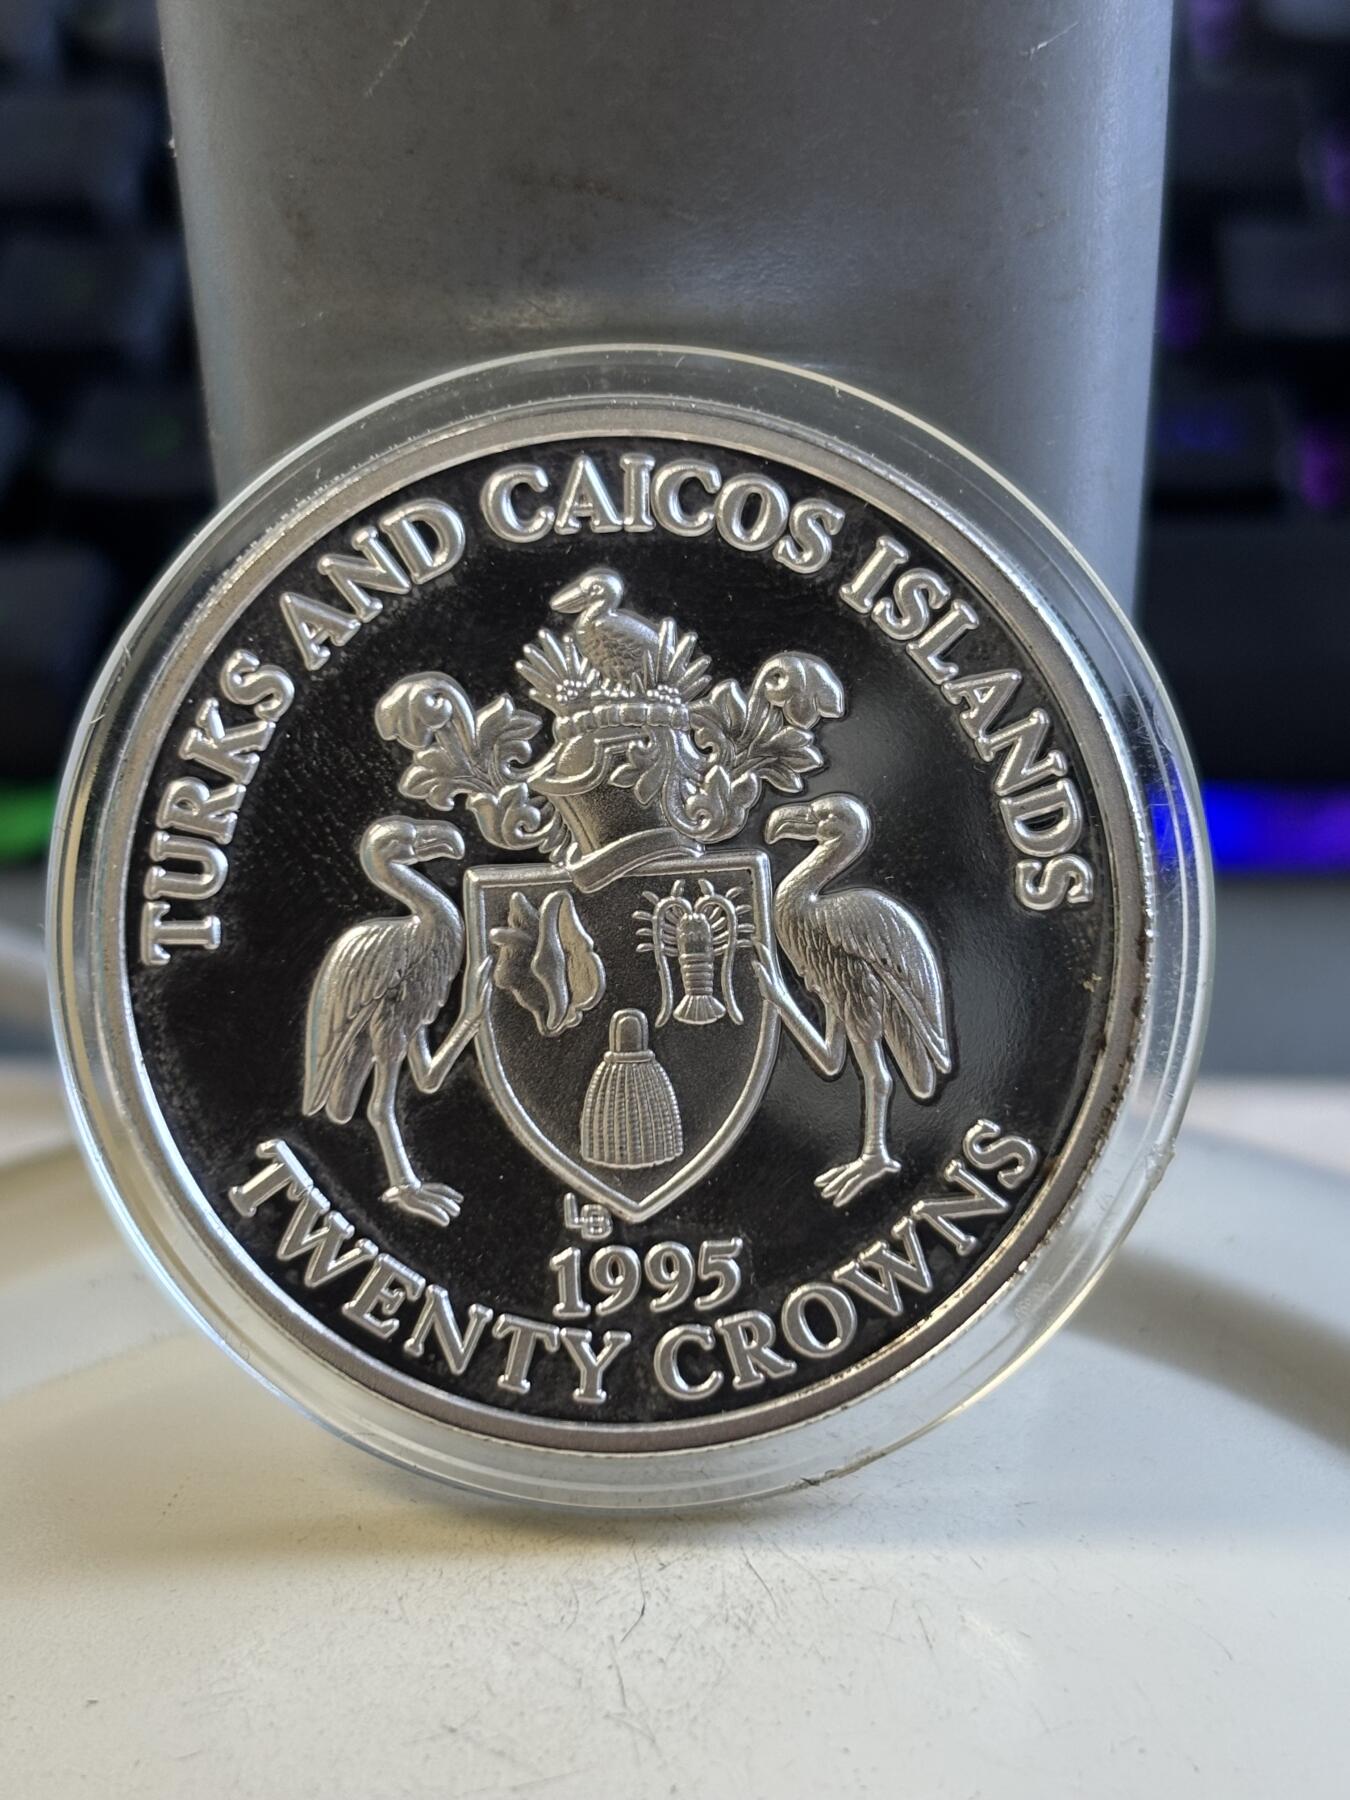 TURKS AND CAICOS ISLANDS
LB
1995
TWENTY CROWNS